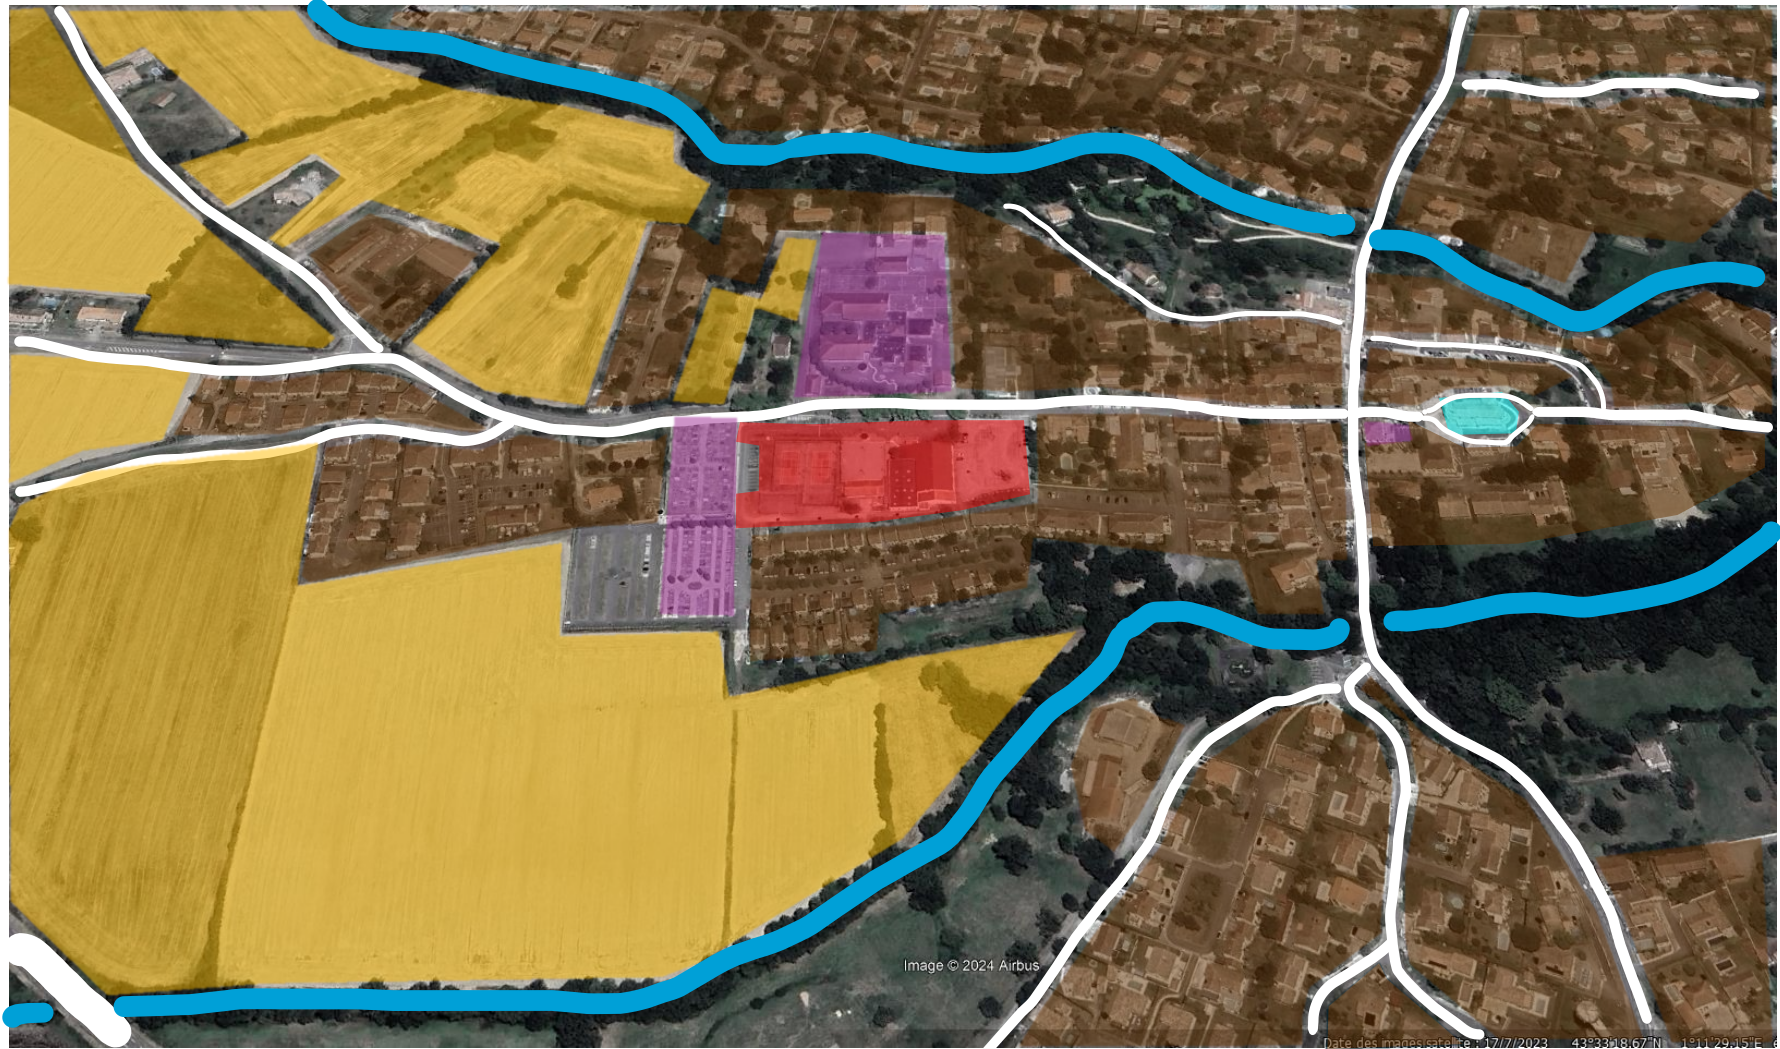 Image © 2024 Airbus
Date des images satellite : 17/7/2023 43°33'18.67"N 1°11'29.15"E